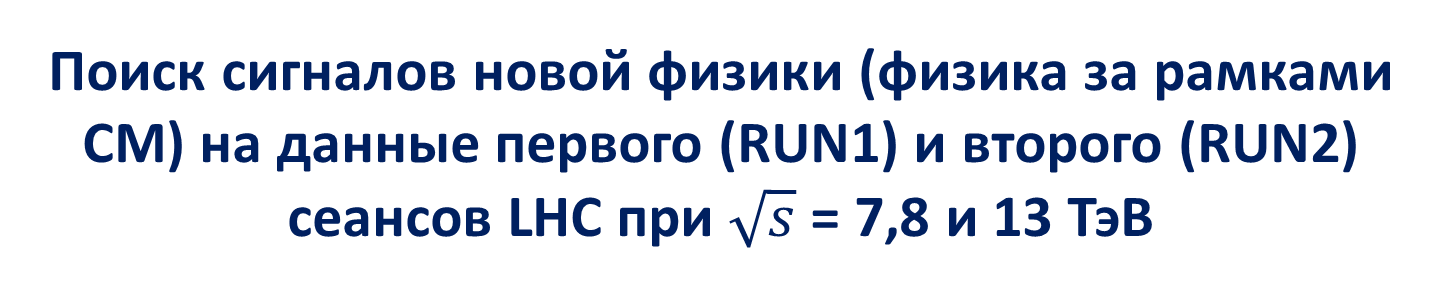 Поиск сигналов новой физики (физика за рамками
СМ) на данные первого (RUN1) и второго (RUN2)
сеансов LHC при √s = 7,8 и 13 ТэВ